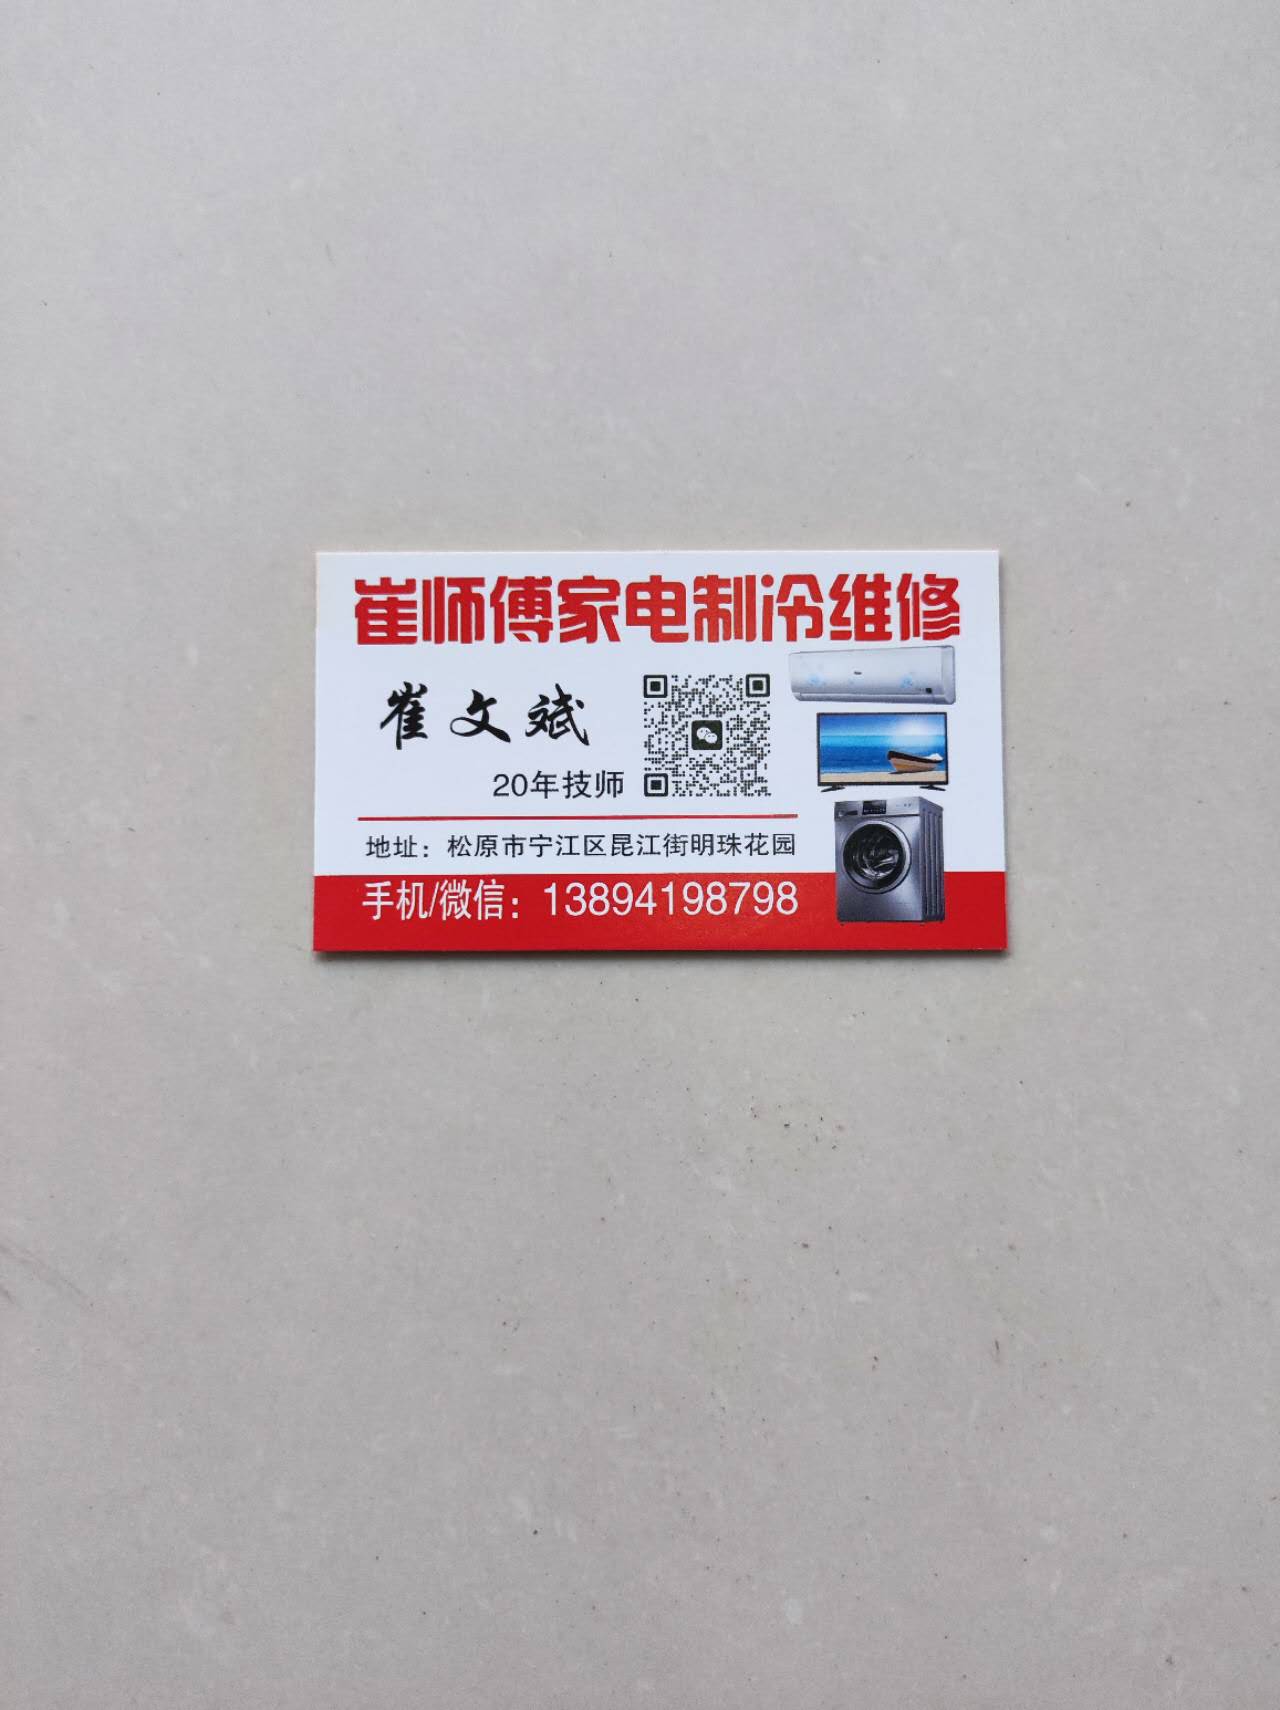 崔师傅家电制冷维修
崔文斌
20年技师
地址：松原市宁江区昆江街明珠花园
手机/微信：13894198798